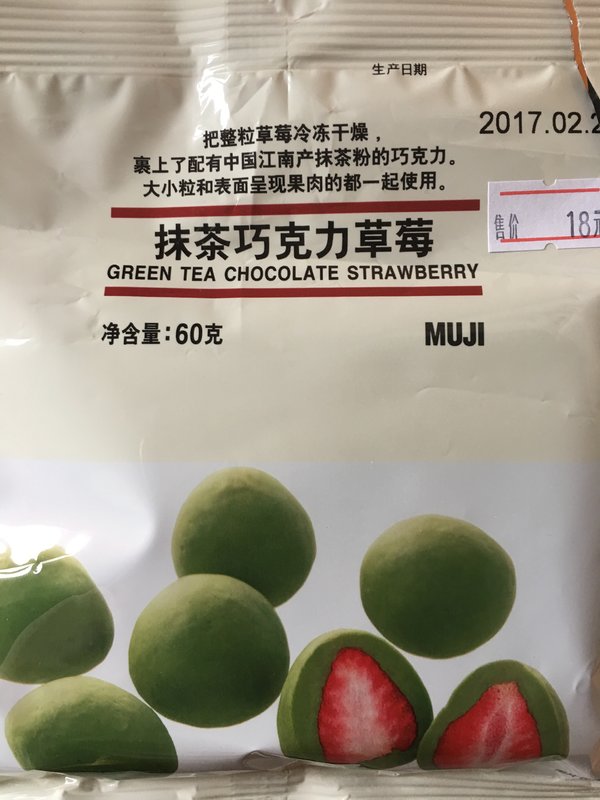 生产日期
2017.02.2
把整粒草莓冷冻干燥，
裹上了配有中国江南产抹茶粉的巧克力。
大小粒和表面呈现果肉的都一起使用。
售价 18元
抹茶巧克力草莓
GREEN TEA CHOCOLATE STRAWBERRY
净含量：60克
MUJI